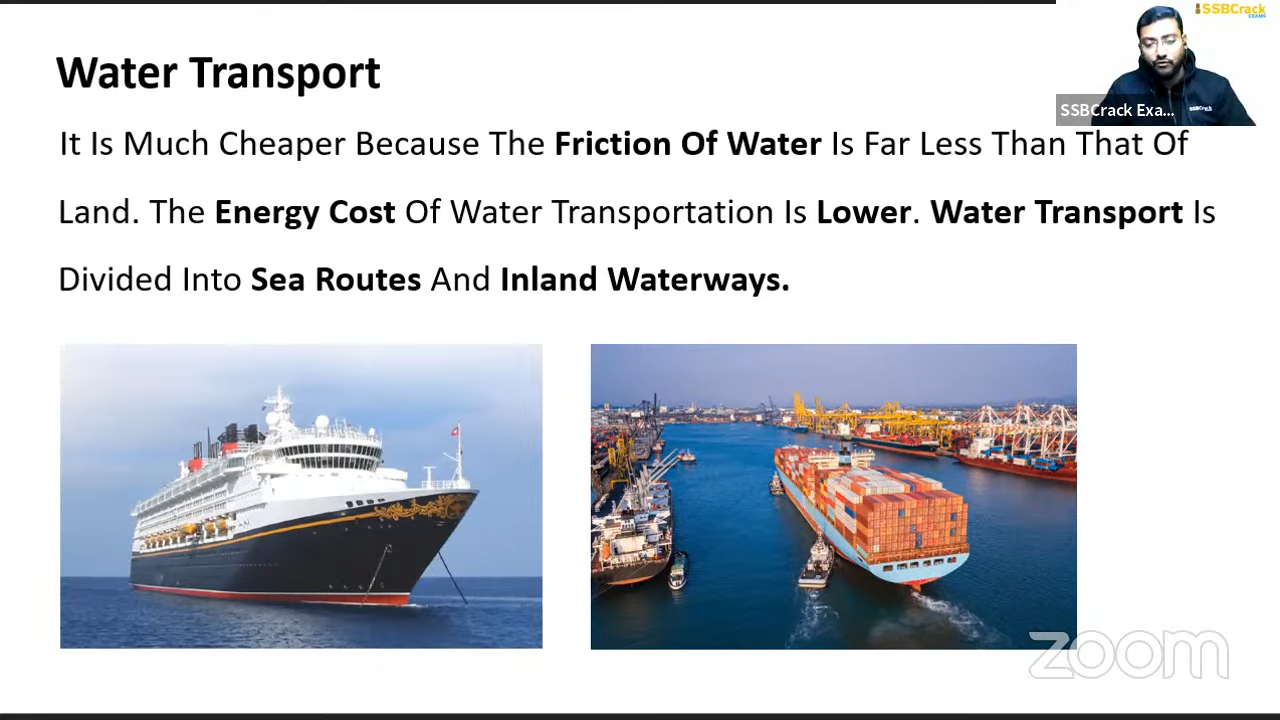 SSBCrack
EXAMS
Water Transport
SSBCrack Exa...
It Is Much Cheaper Because The Friction Of Water Is Far Less Than That Of
Land. The Energy Cost Of Water Transportation Is Lower. Water Transport Is
Divided Into Sea Routes And Inland Waterways.
zoom